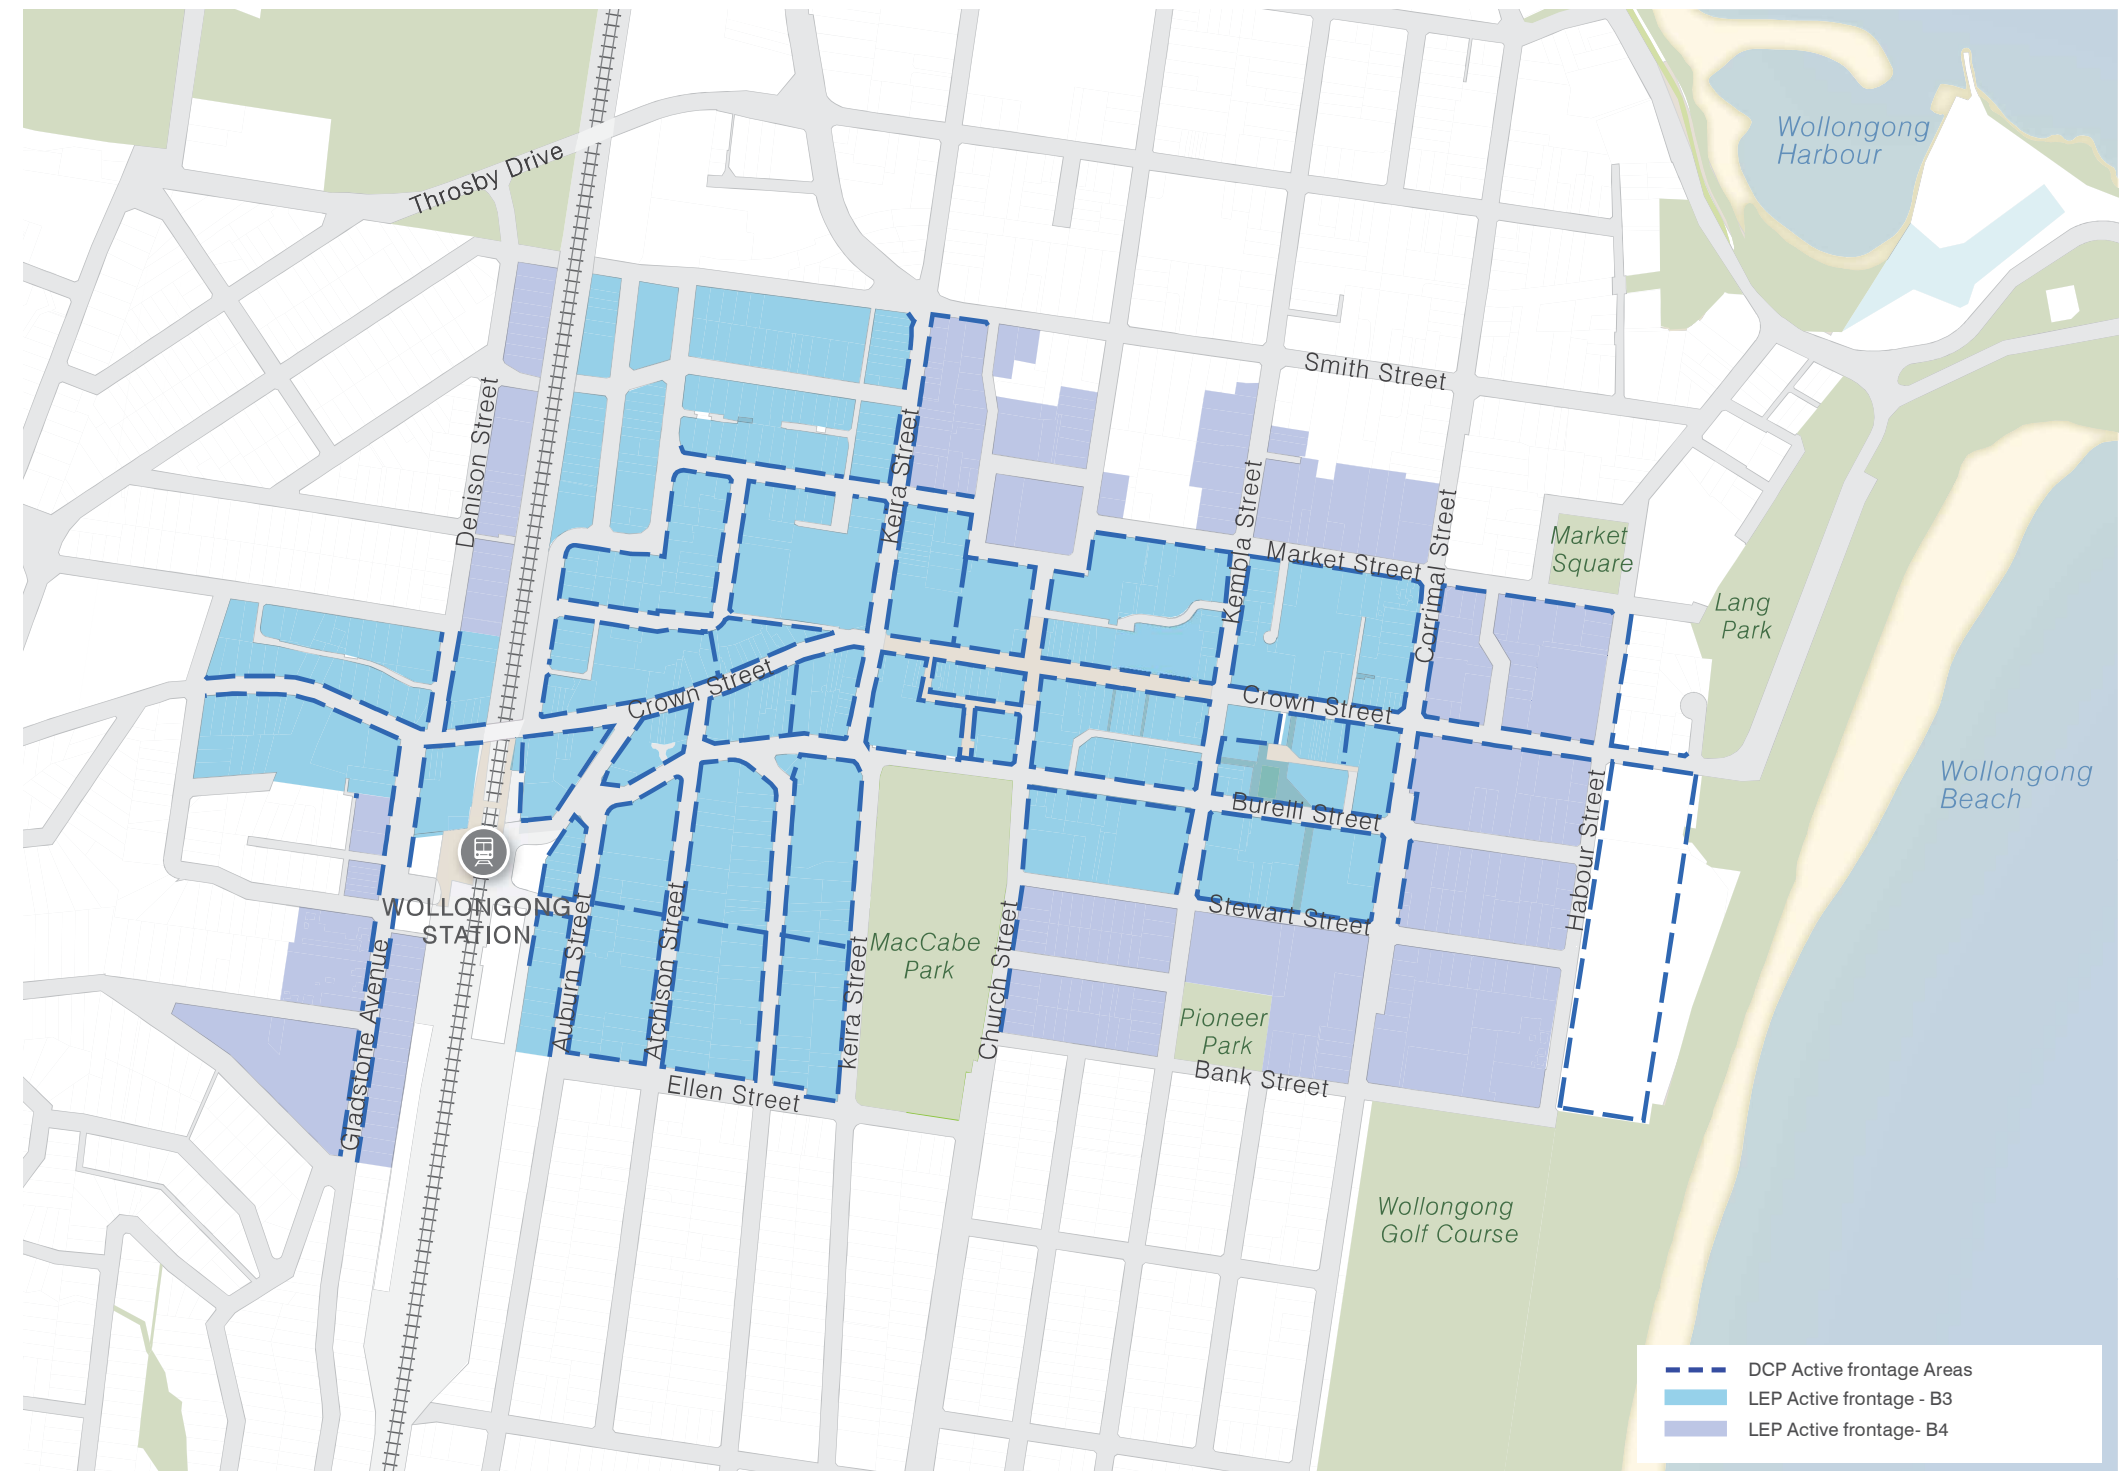 Wollongong
Harbour
Throsby Drive
Smith Street
Denison Street
Keira Street
Kembla Street
Corrimal Street
Market Street
Market
Square
Lang
Park
Crown Street
Crown Street
Burelli Street
Habour Street
Wollongong
Beach
WOLLONGONG
STATION
Stewart Street
Auburn Street
Atchison Street
keira Street
MacCabe
Park
Church Street
Gladstone Avenue
Pioneer
Park
Bank Street
Ellen Street
Wollongong
Golf Course
DCP Active frontage Areas
LEP Active frontage - B3
LEP Active frontage- B4